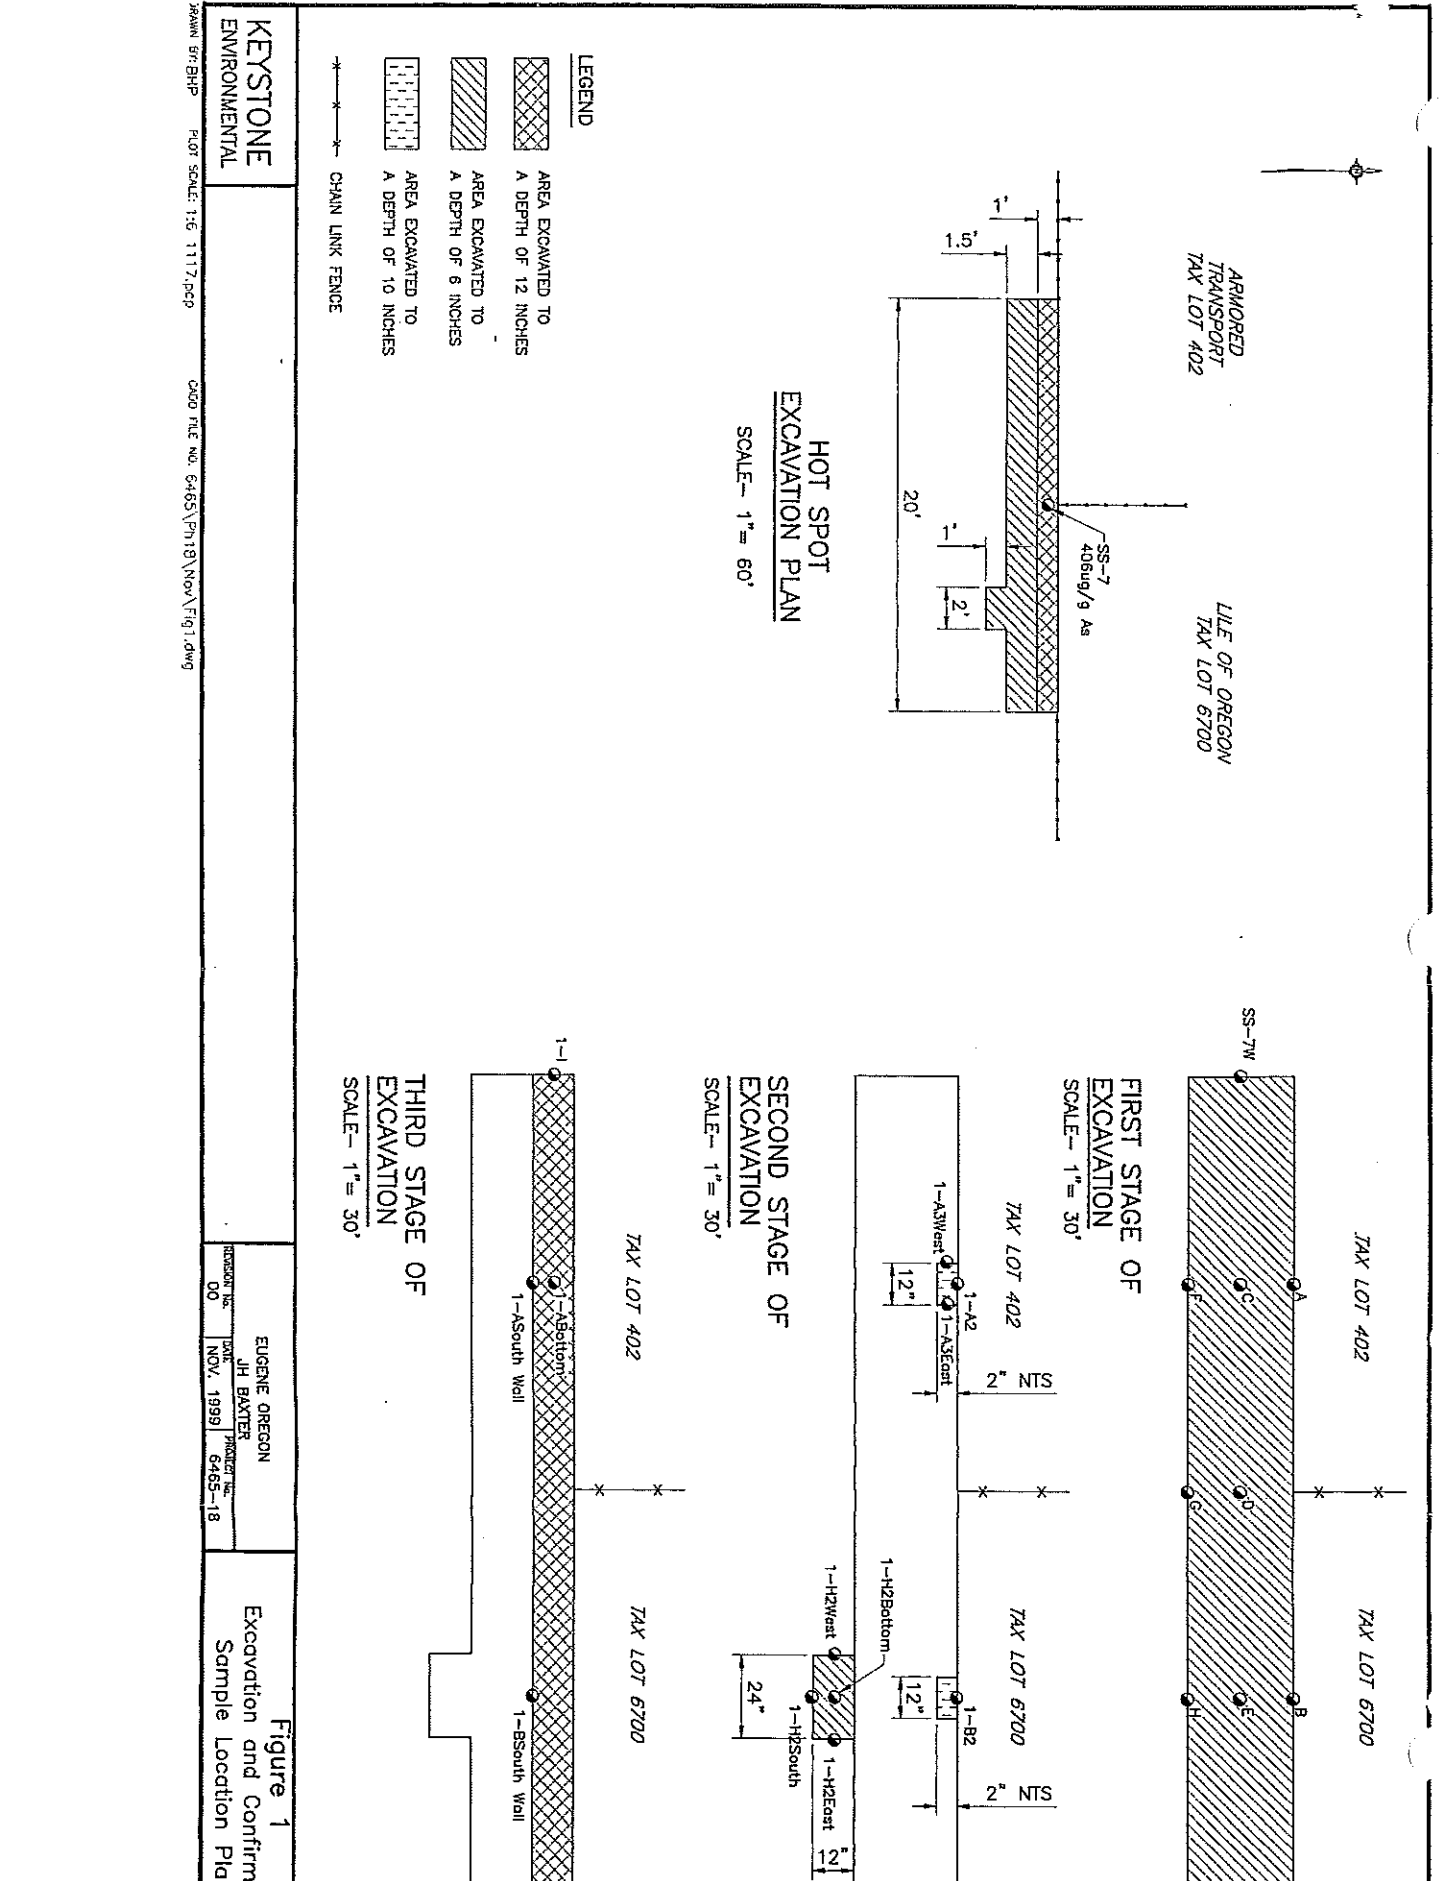 ARMORED
TRANSPORT
TAX LOT 402
LILE OF OREGON
TAX LOT 6700
1'
1.5'
SS-7
406ug/g As
20'
1'
2'
HOT SPOT
EXCAVATION PLAN
SCALE- 1"= 60'
LEGEND
AREA EXCAVATED TO
A DEPTH OF 12 INCHES
AREA EXCAVATED TO
A DEPTH OF 6 INCHES
AREA EXCAVATED TO
A DEPTH OF 10 INCHES
CHAIN LINK FENCE
TAX LOT 402
TAX LOT 6700
SS-7W
A
B
C
D
E
F
G
H
FIRST STAGE OF
EXCAVATION
SCALE- 1"= 30'
TAX LOT 402
TAX LOT 6700
2" NTS
2" NTS
1-A2
1-B2
1-A3West
1-A3East
12"
12"
1-H2Bottom
1-H2West
1-H2East
1-H2South
24"
12"
SECOND STAGE OF
EXCAVATION
SCALE- 1"= 30'
TAX LOT 402
TAX LOT 6700
1-I
1-ABottom
1-ASouth Wall
1-BSouth Wall
THIRD STAGE OF
EXCAVATION
SCALE- 1"= 30'
KEYSTONE
ENVIRONMENTAL
EUGENE OREGON
JH BAXTER
REVISION No.
00
DATE
NOV. 1999
PROJECT No.
6465-18
Figure 1
Excavation and Confirm
Sample Location Pla
DRAWN BY: BHP PLOT SCALE: 1:6 1117.pcp CADD FILE NO. 6465\Ph18\Nov\Fig1.dwg